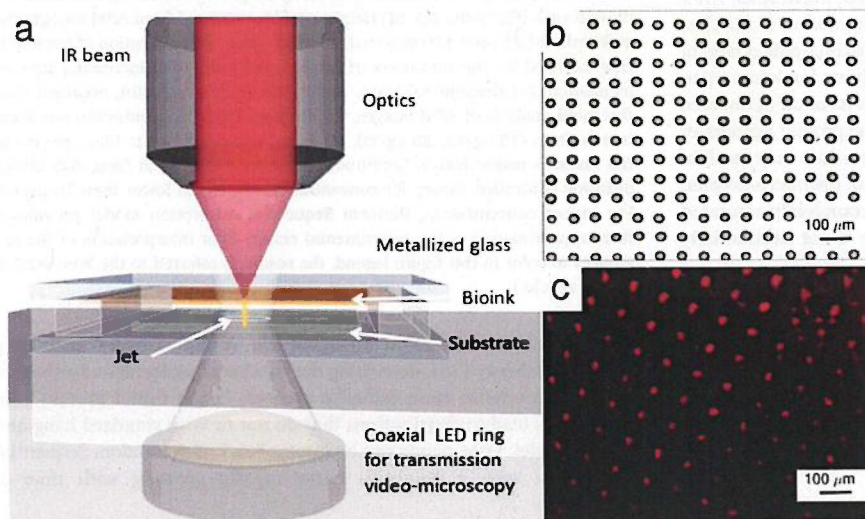 a
IR beam
Optics
Metallized glass
Bioink
Substrate
Jet
Coaxial LED ring
for transmission
video-microscopy
b
100 μm
c
100 μm